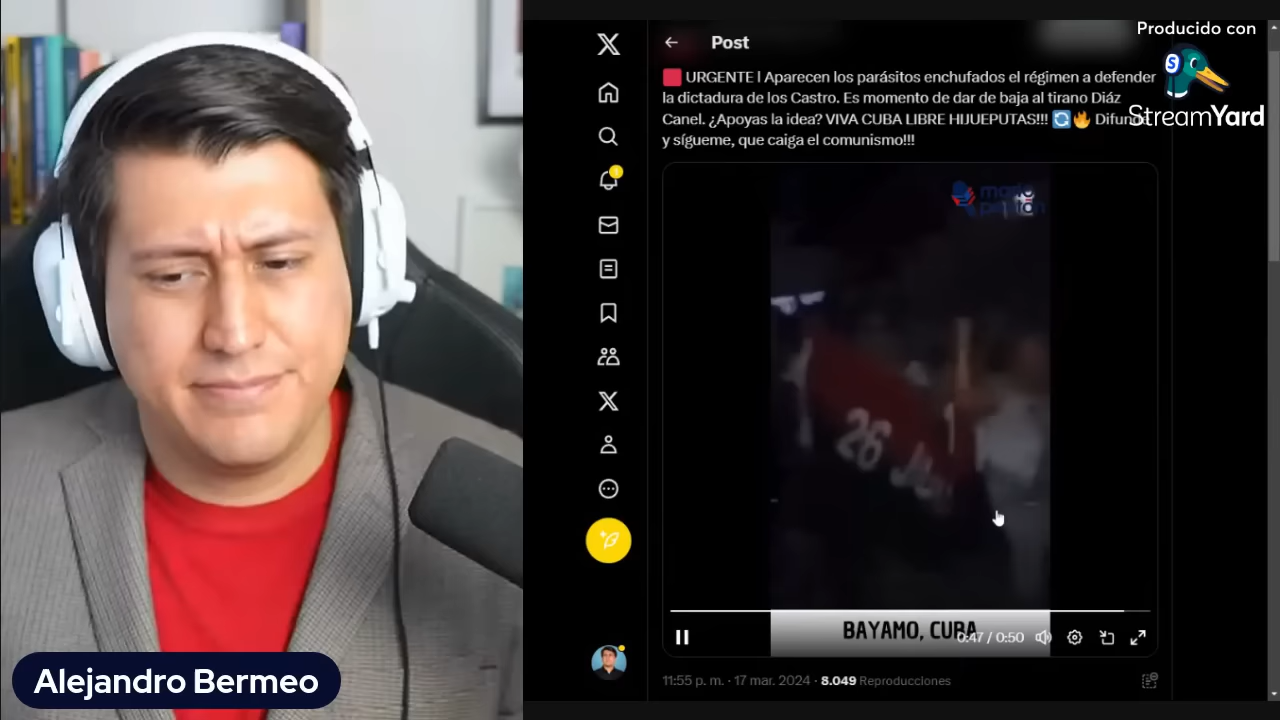 Producido con
StreamYard
Post
URGENTE | Aparecen los parásitos enchufados el régimen a defender
la dictadura de los Castro. Es momento de dar de baja al tirano Diáz
Canel. ¿Apoyas la idea? VIVA CUBA LIBRE HIJUEPUTAS!!! Difunde
y sígueme, que caiga el comunismo!!!
26
BAYAMO, CUBA
0:47 / 0:50
11:55 p. m. · 17 mar. 2024 · 8.049 Reproducciones
Alejandro Bermeo